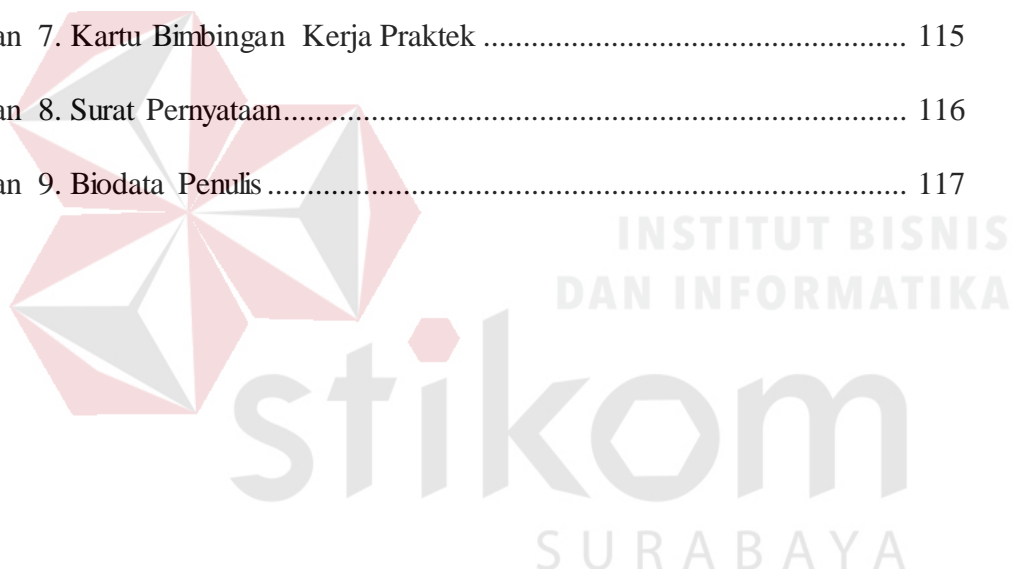 an 7. Kartu Bimbingan Kerja Praktek ..................................................... 115
an 8. Surat Pernyataan.............................................................................. 116
an 9. Biodata Penulis ................................................................................ 117
INSTITUT BISNIS
DAN INFORMATIKA
stikom
SURABAYA